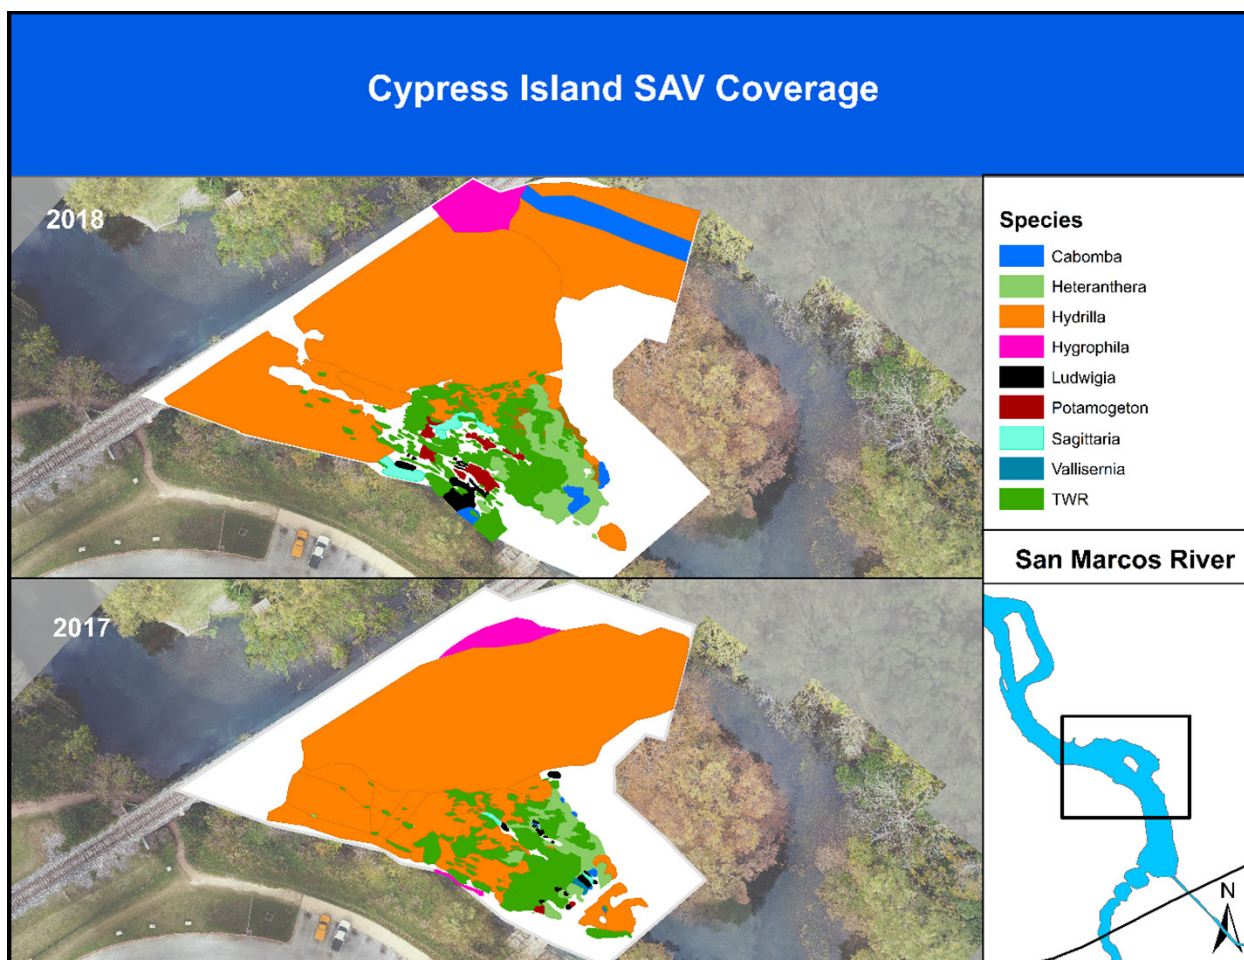 Cypress Island SAV Coverage
2018
Species
Cabomba
Heteranthera
Hydrilla
Hygrophila
Ludwigia
Potamogeton
Sagittaria
Vallisernia
TWR
San Marcos River
2017
N